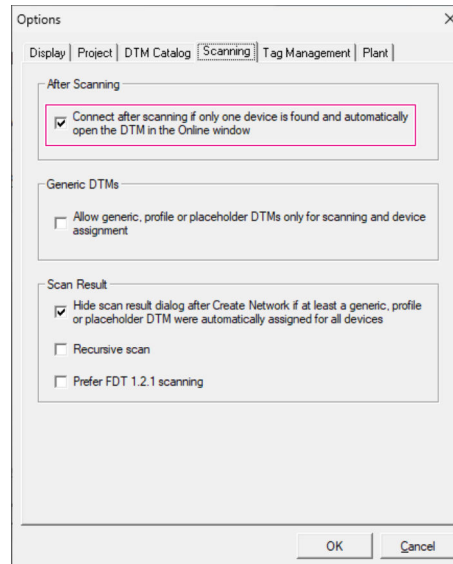 Options
Display
Project
DTM Catalog
Scanning
Tag Management
Plant
After Scanning
Connect after scanning if only one device is found and automatically
open the DTM in the Online window
Generic DTMs
Allow generic, profile or placeholder DTMs only for scanning and device
assignment
Scan Result
Hide scan result dialog after Create Network if at least a generic, profile
or placeholder DTM were automatically assigned for all devices
Recursive scan
Prefer FDT 1.2.1 scanning
OK
Cancel